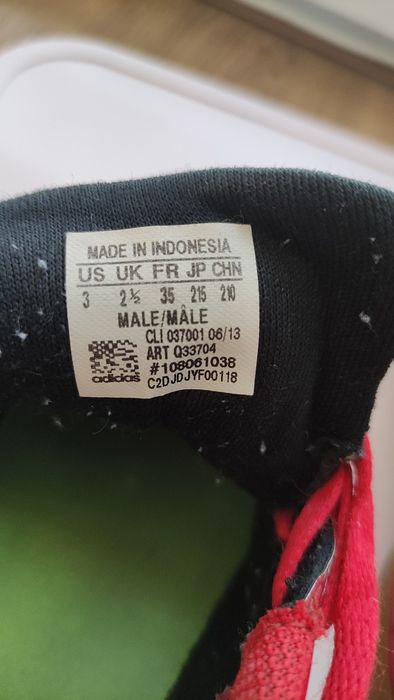 MADE IN INDONESIA
US UK FR JP CHN
3 2½ 35 215 210
MALE/MÂLE
CLI 037001 06/13
ART Q33704
#108061038
adidas C2DJDJYF00118